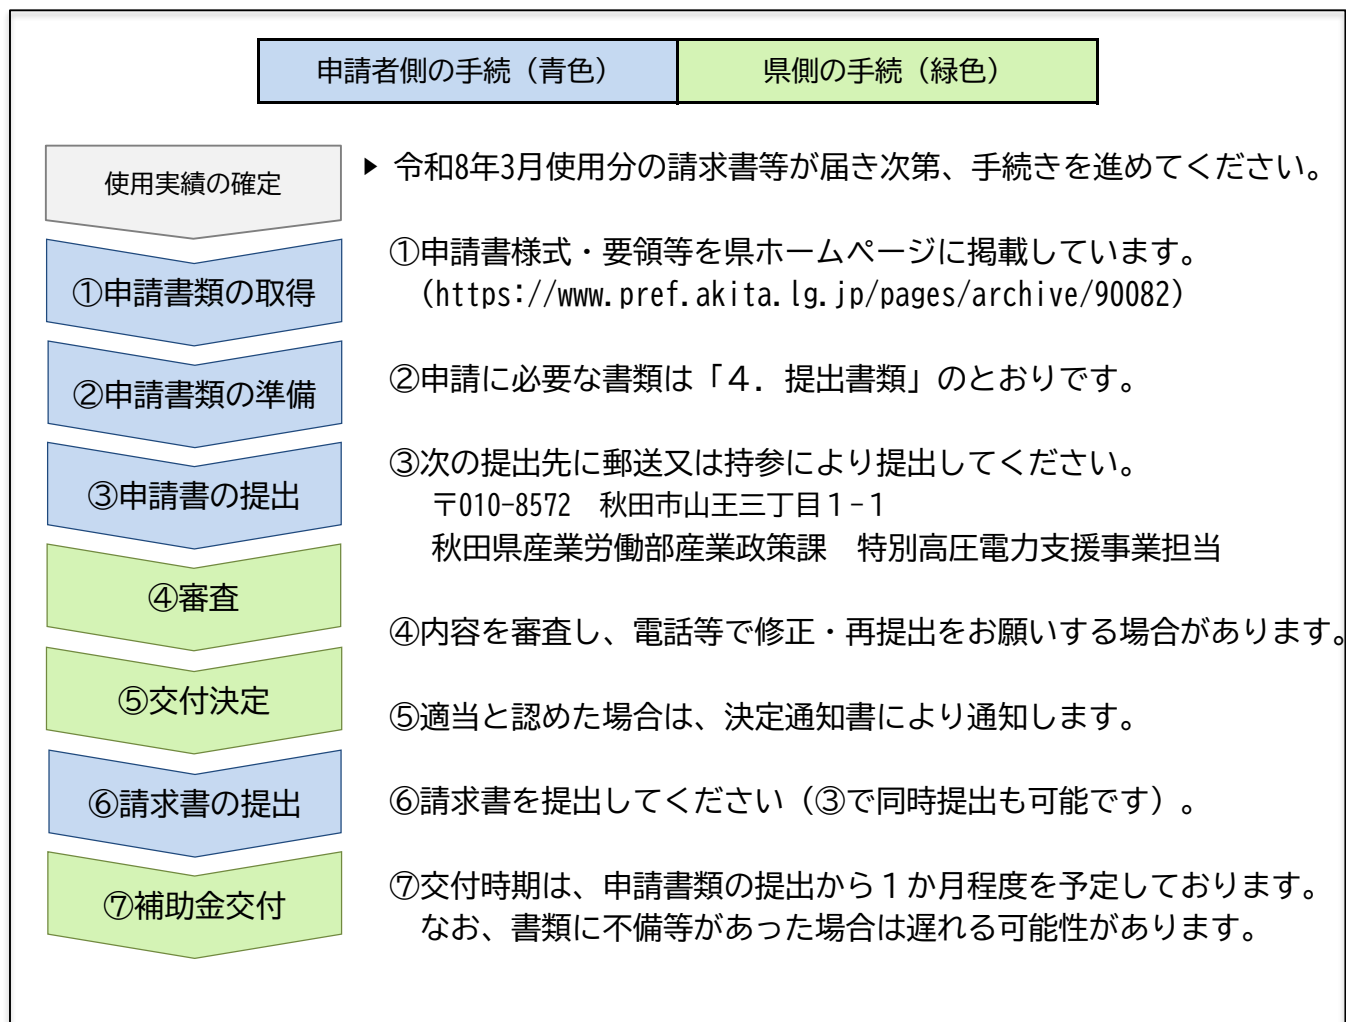 申請者側の手続（青色）
県側の手続（緑色）
使用実績の確定
▶ 令和8年3月使用分の請求書等が届き次第、手続きを進めてください。
①申請書類の取得
①申請書様式・要領等を県ホームページに掲載しています。
(https://www.pref.akita.lg.jp/pages/archive/90082)
②申請書類の準備
②申請に必要な書類は「４．提出書類」のとおりです。
③申請書の提出
③次の提出先に郵送又は持参により提出してください。
〒010-8572　秋田市山王三丁目１-１
秋田県産業労働部産業政策課　特別高圧電力支援事業担当
④審査
④内容を審査し、電話等で修正・再提出をお願いする場合があります。
⑤交付決定
⑤適当と認めた場合は、決定通知書により通知します。
⑥請求書の提出
⑥請求書を提出してください（③で同時提出も可能です）。
⑦補助金交付
⑦交付時期は、申請書類の提出から１か月程度を予定しております。
なお、書類に不備等があった場合は遅れる可能性があります。